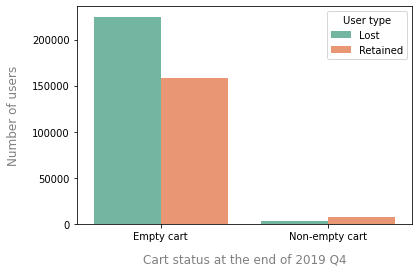 User type
Lost
Retained
200000
150000
100000
50000
0
Number of users
Empty cart
Non-empty cart
Cart status at the end of 2019 Q4